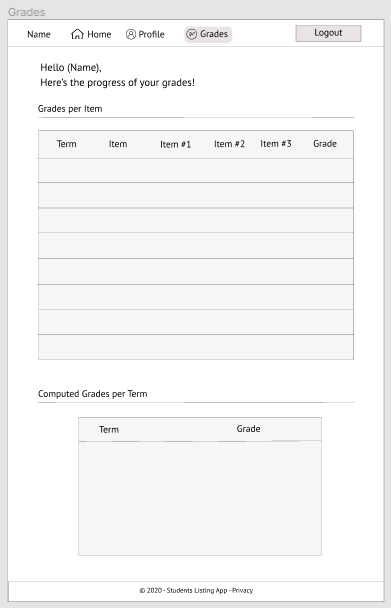 Grades
Name Home Profile Grades Logout
Hello (Name),
Here's the progress of your grades!
Grades per Item
Term Item Item #1 Item #2 Item #3 Grade
Computed Grades per Term
Term Grade
© 2020 - Students Listing App - Privacy